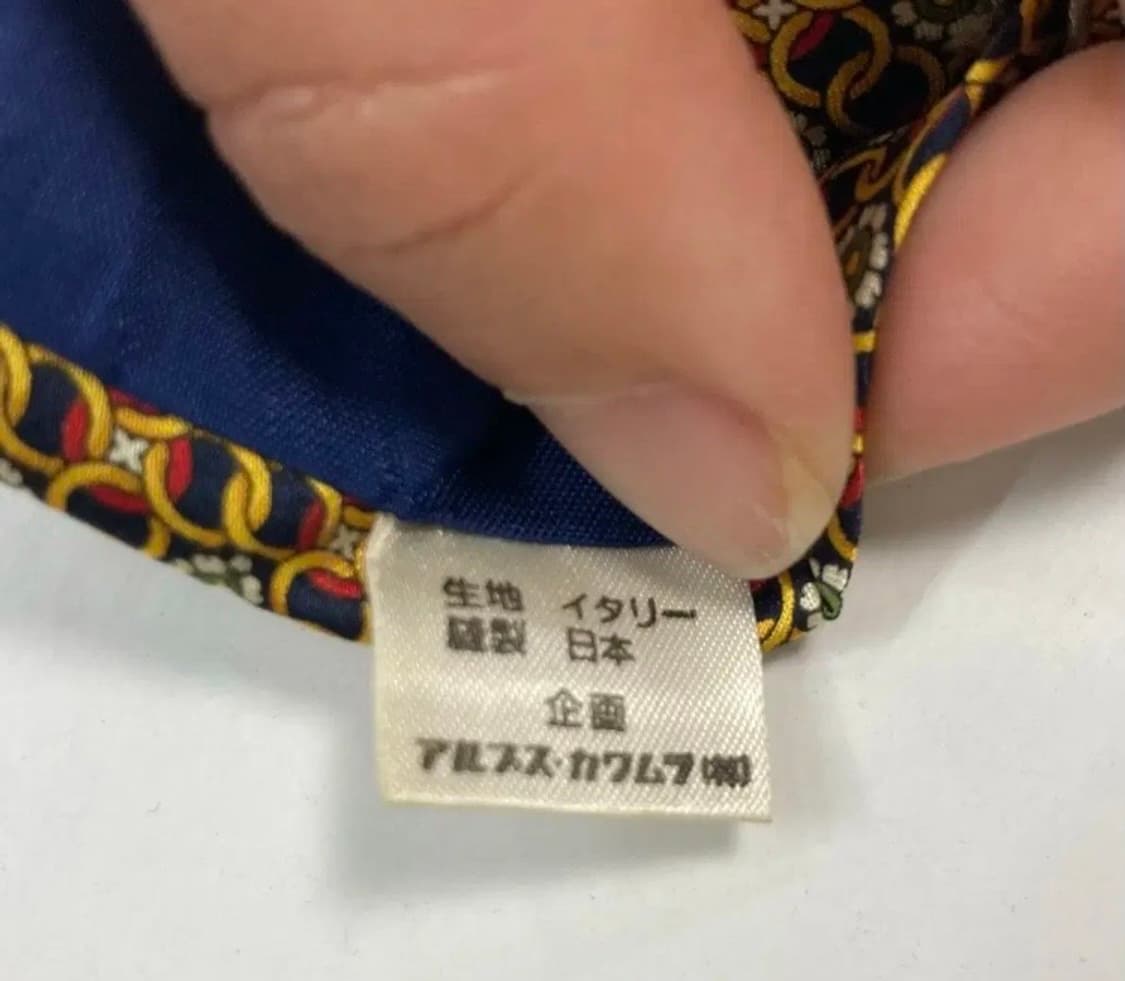 生地 イタリー
縫製 日本
企画
アルプス・カワムラ(株)